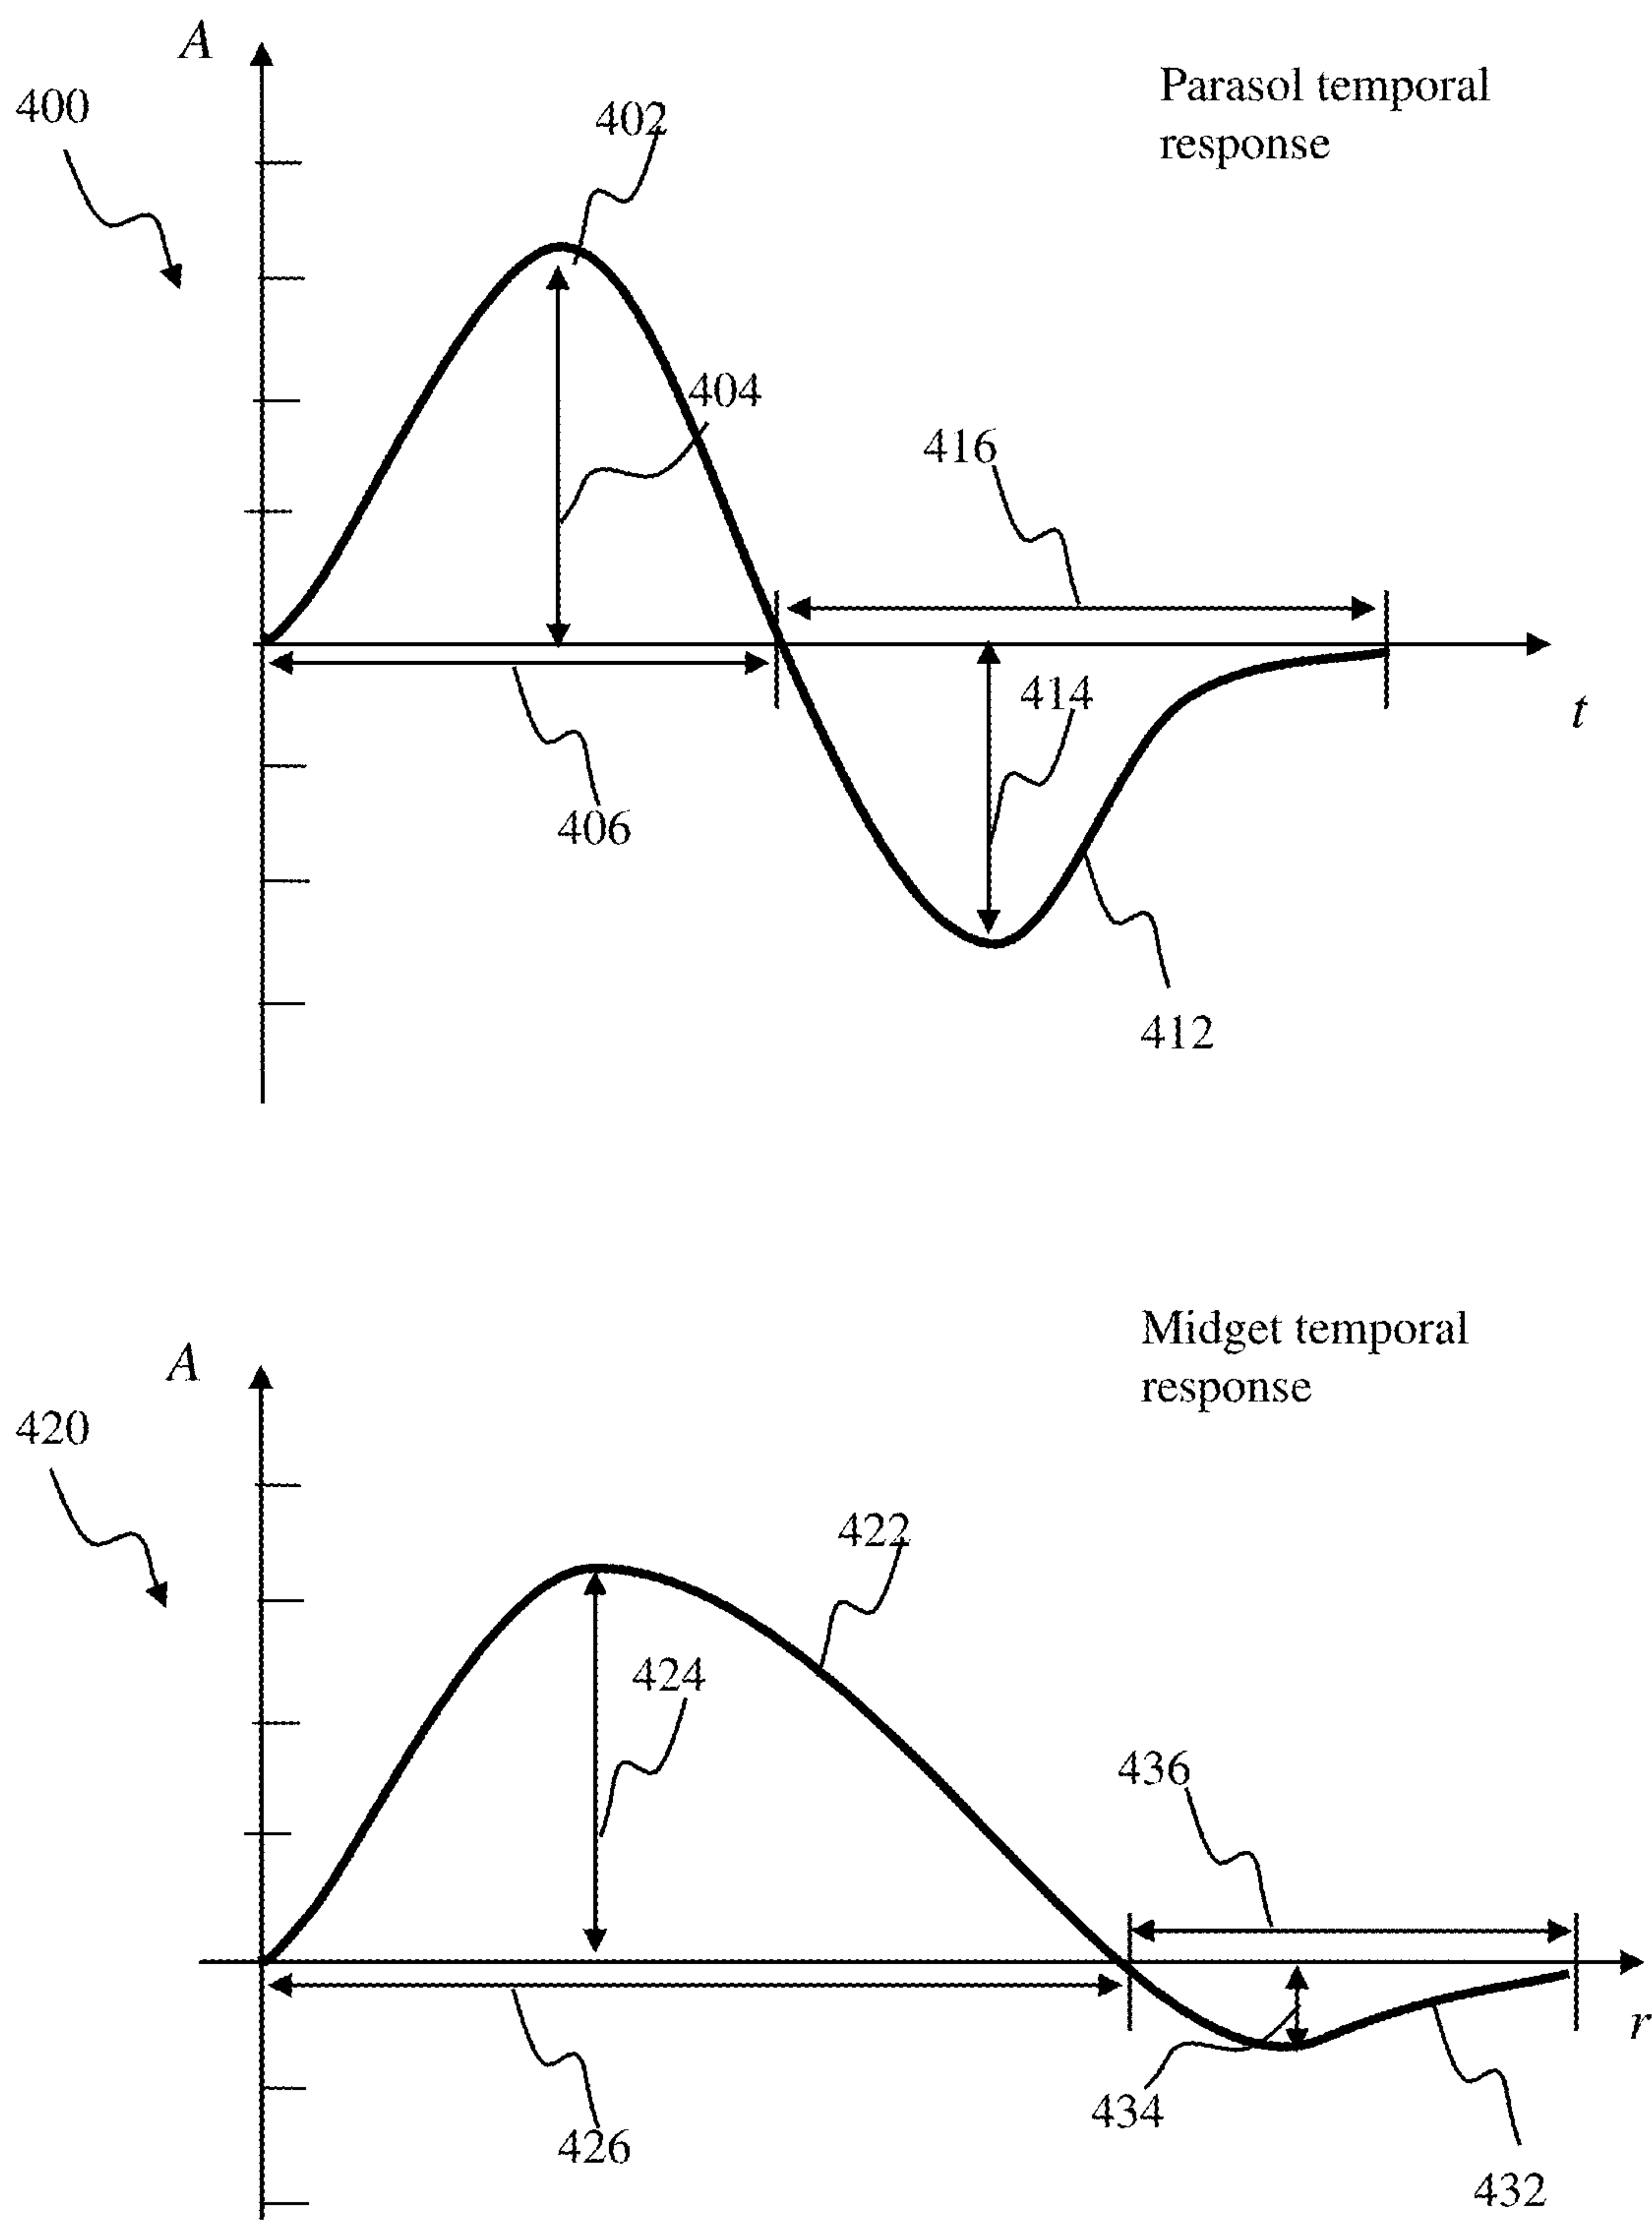 A
400
402
Parasol temporal
response
404
416
414
t
406
412
Midget temporal
response
A
420
422
424
436
r
434
426
432